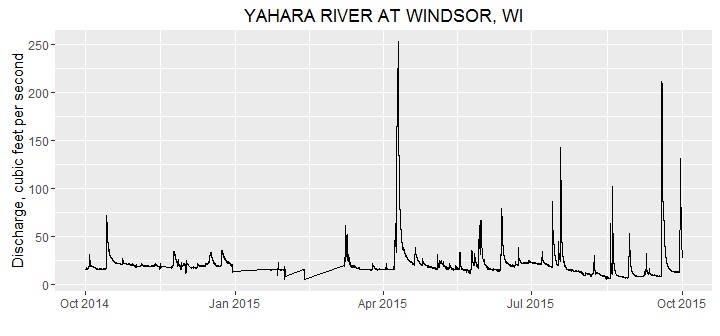 YAHARA RIVER AT WINDSOR, WI
Discharge, cubic feet per second
250
200
150
100
50
0
Oct 2014
Jan 2015
Apr 2015
Jul 2015
Oct 2015